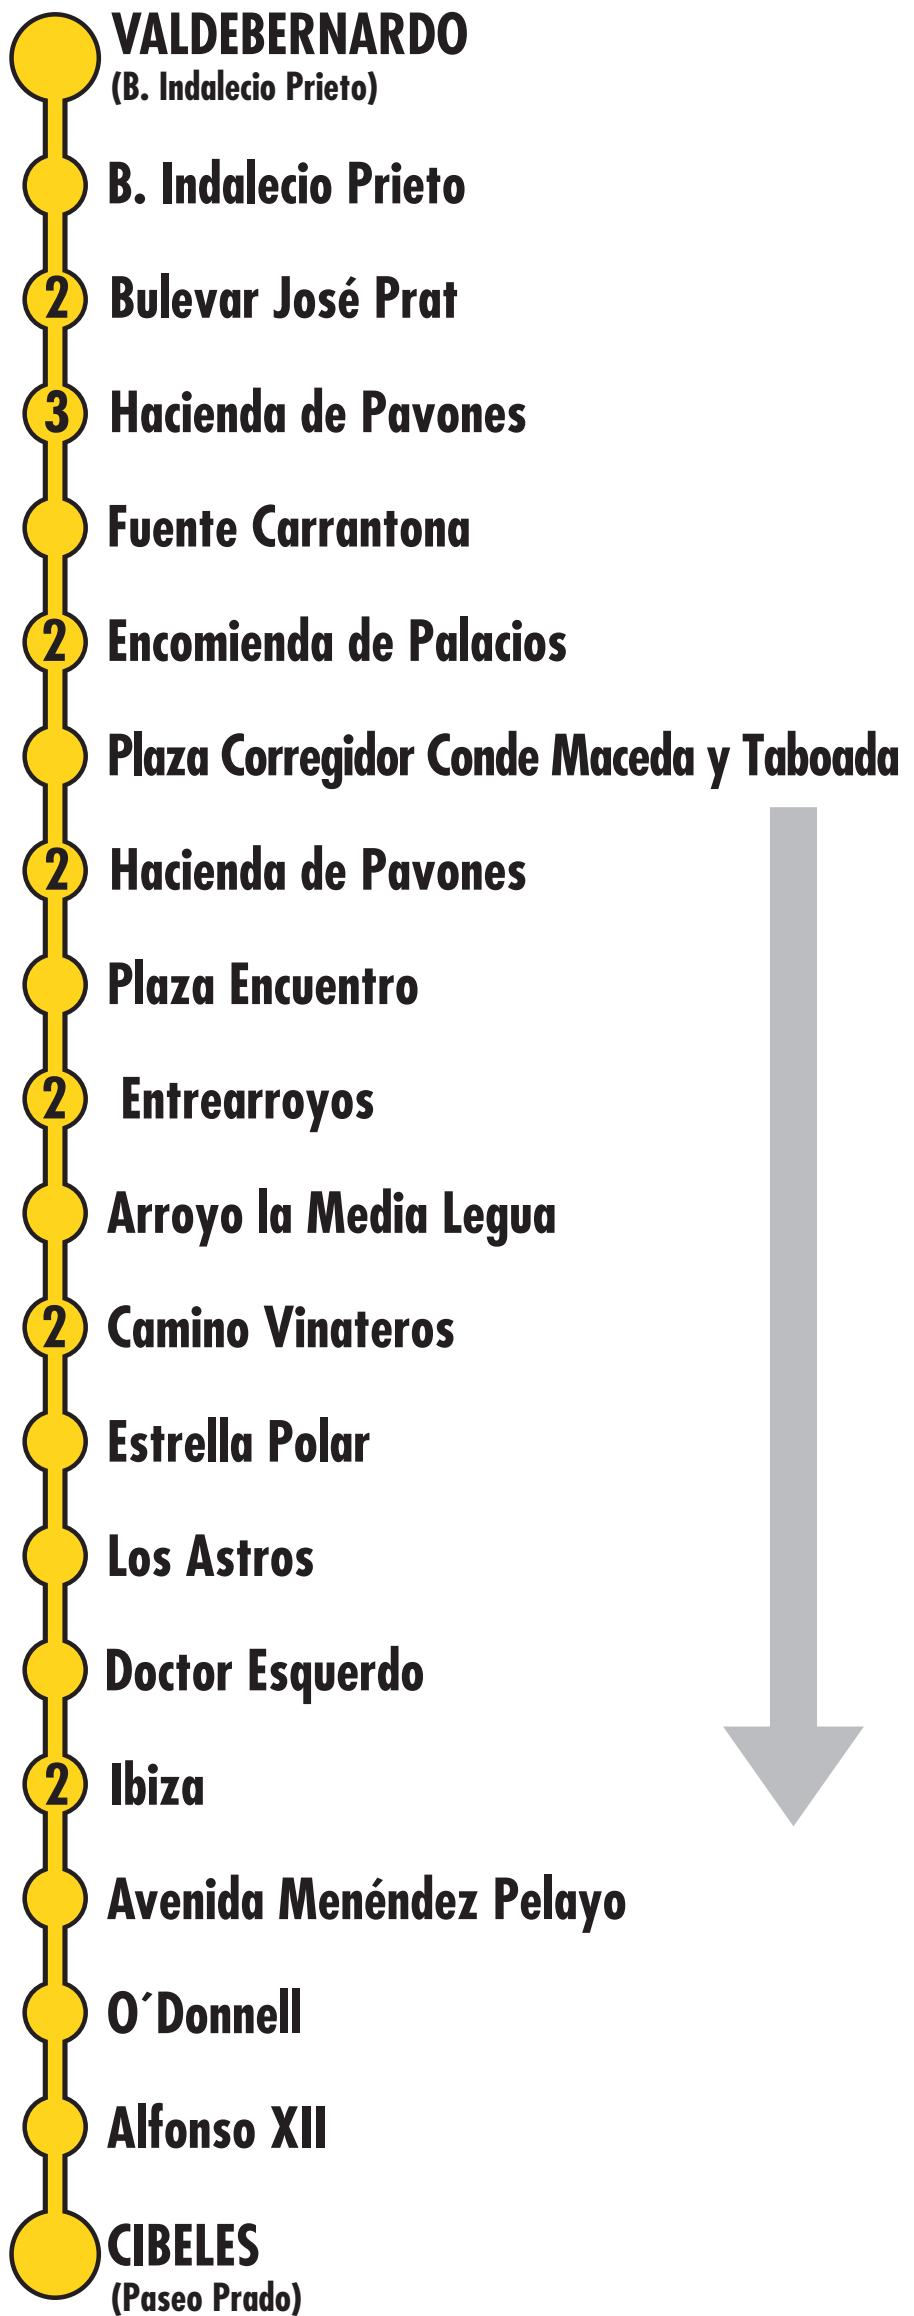 VALDEBERNARDO
(B. Indalecio Prieto)
B. Indalecio Prieto
2 Bulevar José Prat
3 Hacienda de Pavones
Fuente Carrantona
2 Encomienda de Palacios
Plaza Corregidor Conde Maceda y Taboada
2 Hacienda de Pavones
Plaza Encuentro
2 Entrearroyos
Arroyo la Media Legua
2 Camino Vinateros
Estrella Polar
Los Astros
Doctor Esquerdo
2 Ibiza
Avenida Menéndez Pelayo
O´Donnell
Alfonso XII
CIBELES
(Paseo Prado)